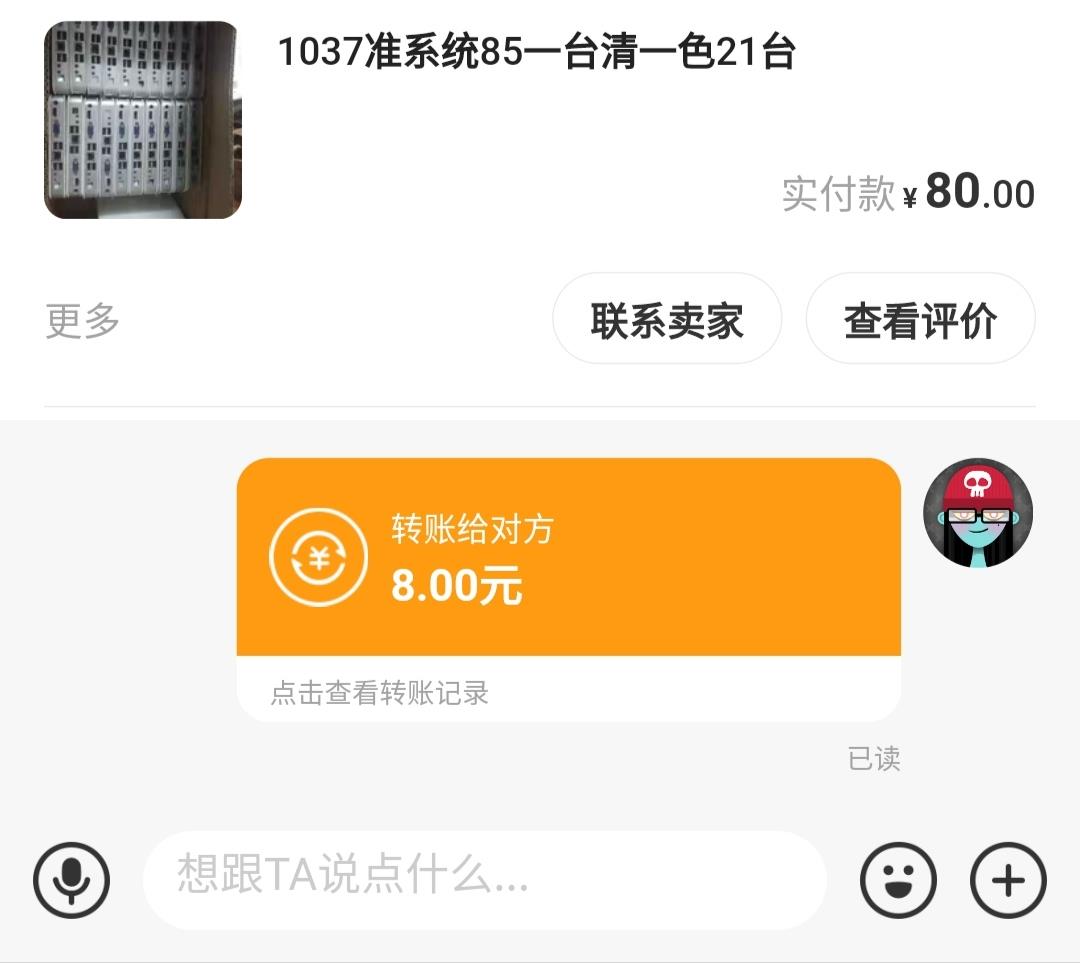 1037准系统85一台清一色21台
实付款 ¥ 80.00
更多
联系卖家
查看评价
转账给对方
8.00元
点击查看转账记录
已读
想跟TA说点什么...